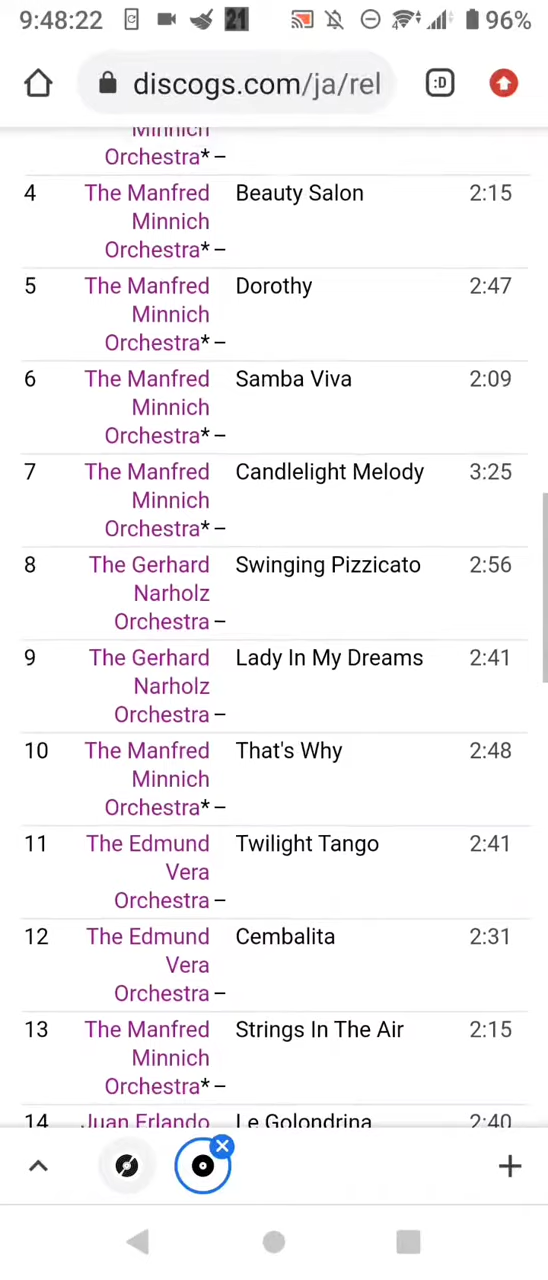 9:48:22 21 96%
discogs.com/ja/rel :D
Minnich
Orchestra* –
4 The Manfred Beauty Salon 2:15
Minnich
Orchestra* –
5 The Manfred Dorothy 2:47
Minnich
Orchestra* –
6 The Manfred Samba Viva 2:09
Minnich
Orchestra* –
7 The Manfred Candlelight Melody 3:25
Minnich
Orchestra* –
8 The Gerhard Swinging Pizzicato 2:56
Narholz
Orchestra –
9 The Gerhard Lady In My Dreams 2:41
Narholz
Orchestra –
10 The Manfred That's Why 2:48
Minnich
Orchestra* –
11 The Edmund Twilight Tango 2:41
Vera
Orchestra –
12 The Edmund Cembalita 2:31
Vera
Orchestra –
13 The Manfred Strings In The Air 2:15
Minnich
Orchestra* –
14 Juan Erlando Le Golondrina 2:40